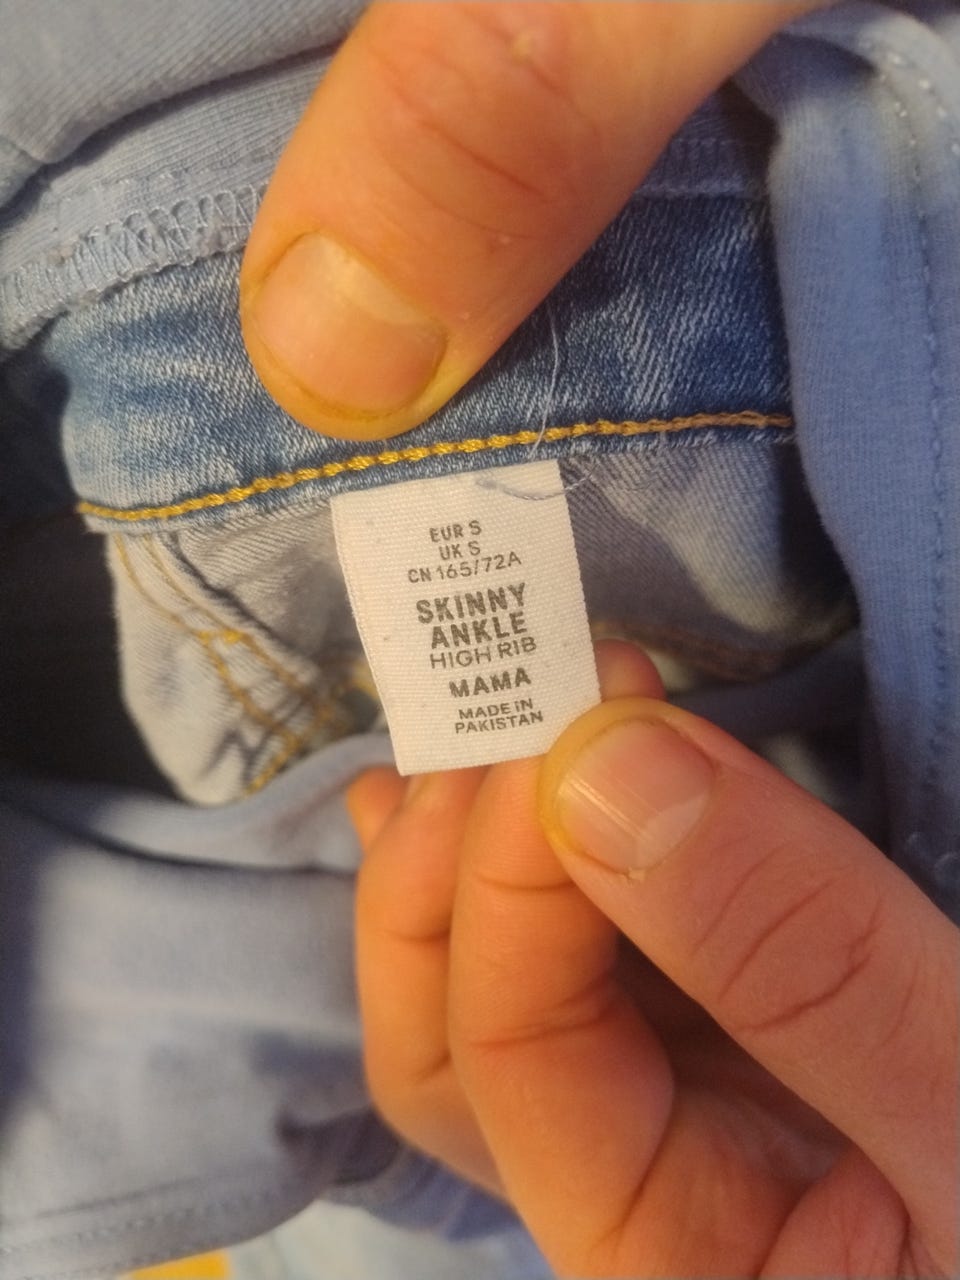 EUR S
UK S
CN 165/72A
SKINNY
ANKLE
HIGH RIB
MAMA
MADE IN
PAKISTAN